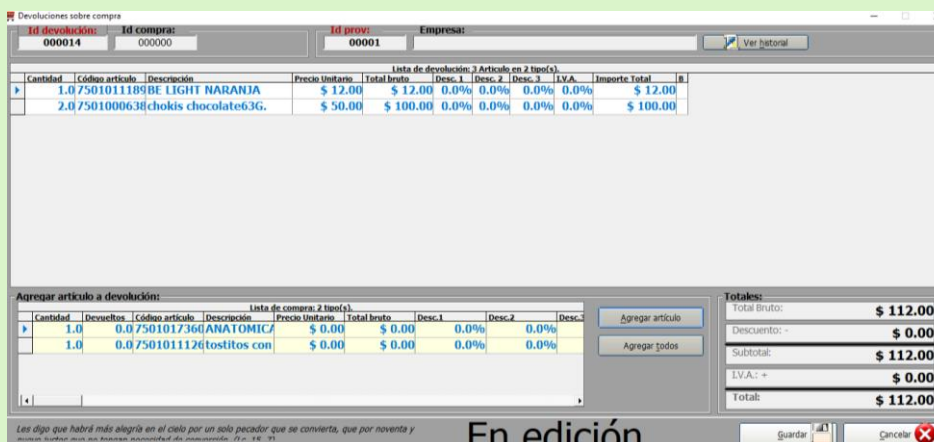 Devoluciones sobre compra
Id devolución: Id compra: Id prov: Empresa:
000014 000000 00001 Ver historial
Lista de devolución: 3 Artículo en 2 tipo(s).
Cantidad Código artículo Descripción Precio Unitario Total bruto Desc. 1 Desc. 2 Desc. 3 I.V.A. Importe Total B
1.0 7501011189 BE LIGHT NARANJA $ 12.00 $ 12.00 0.0% 0.0% 0.0% 0.0% $ 12.00
2.0 7501000638 chokis chocolate63G. $ 50.00 $ 100.00 0.0% 0.0% 0.0% 0.0% $ 100.00
Agregar artículo a devolución:
Lista de compra: 2 tipo(s).
Cantidad Devueltos Código artículo Descripción Precio Unitario Total bruto Desc.1 Desc.2 Desc.3
1.0 0.0 7501017360 ANATOMICA $ 0.00 $ 0.00 0.0% 0.0%
1.0 0.0 7501011126 tostitos con $ 0.00 $ 0.00 0.0% 0.0%
Agregar artículo
Agregar todos
Totales:
Total Bruto: $ 112.00
Descuento: - $ 0.00
Subtotal: $ 112.00
I.V.A.: + $ 0.00
Total: $ 112.00
Les digo que habrá más alegría en el cielo por un solo pecador que se convierta, que por noventa y
En edición
Guardar Cancelar